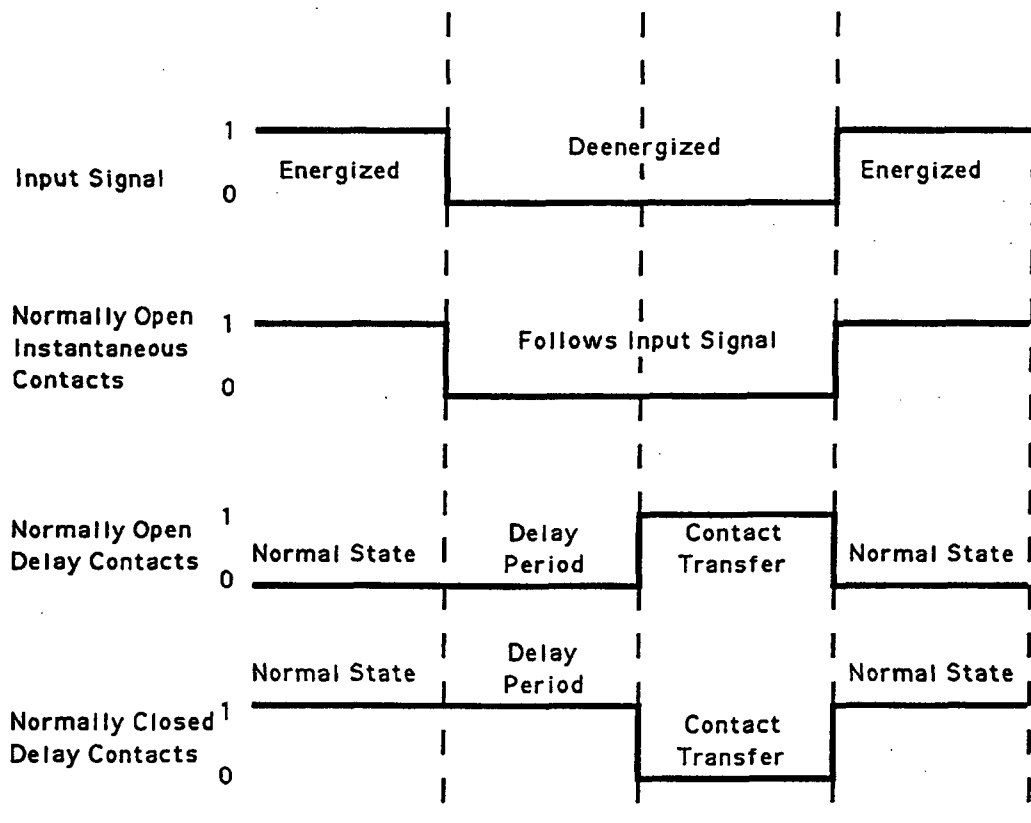 Input Signal
1
0
Energized
Deenergized
Energized
Normally Open
Instantaneous
Contacts
1
0
Follows Input Signal
Normally Open
Delay Contacts
1
0
Normal State
Delay
Period
Contact
Transfer
Normal State
Normally Closed
Delay Contacts
1
0
Normal State
Delay
Period
Contact
Transfer
Normal State